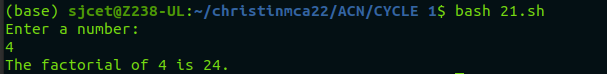 (base) sjcet@Z238-UL:~/christinmca22/ACN/CYCLE 1$ bash 21.sh
Enter a number:
4
The factorial of 4 is 24.